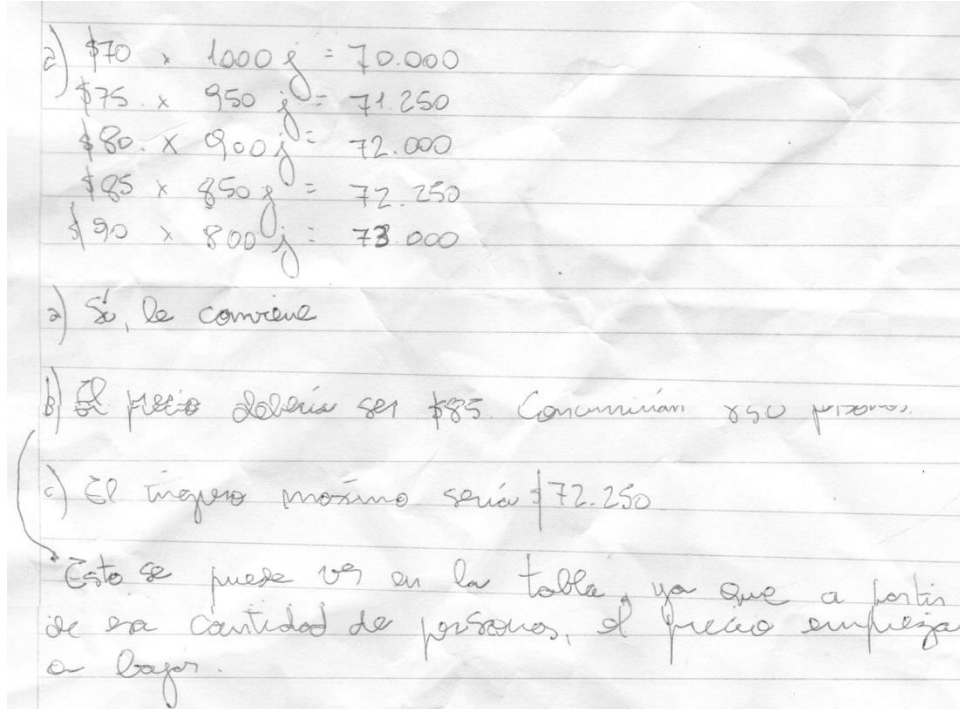 a) $70 x 1000 j = 70.000
$75. x 950 j = 71.250
$80. x 900 j = 72.000
$85 x 850 j = 72.250
$90 x 800 j = 73.000
a) Sí, le conviene
b) El precio debería ser $85. Concurrirían 850 personas.
c) El ingreso máximo sería $72.250
Esto se puede ver en la tabla, ya que a partir
de esa cantidad de personas, el precio empieza
a bajar.